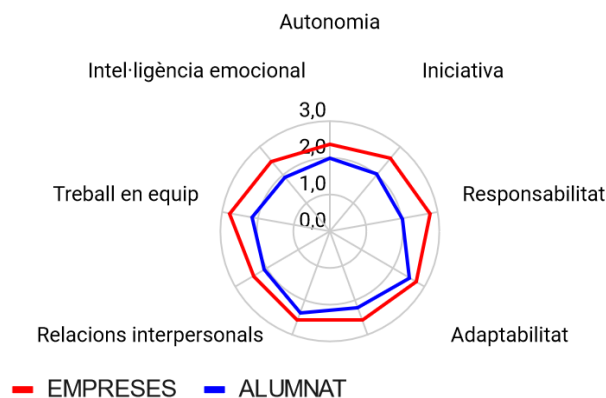 Autonomia
Intel·ligència emocional
Iniciativa
3,0
2,0
1,0
0,0
Treball en equip
Responsabilitat
Relacions interpersonals
Adaptabilitat
EMPRESES
ALUMNAT